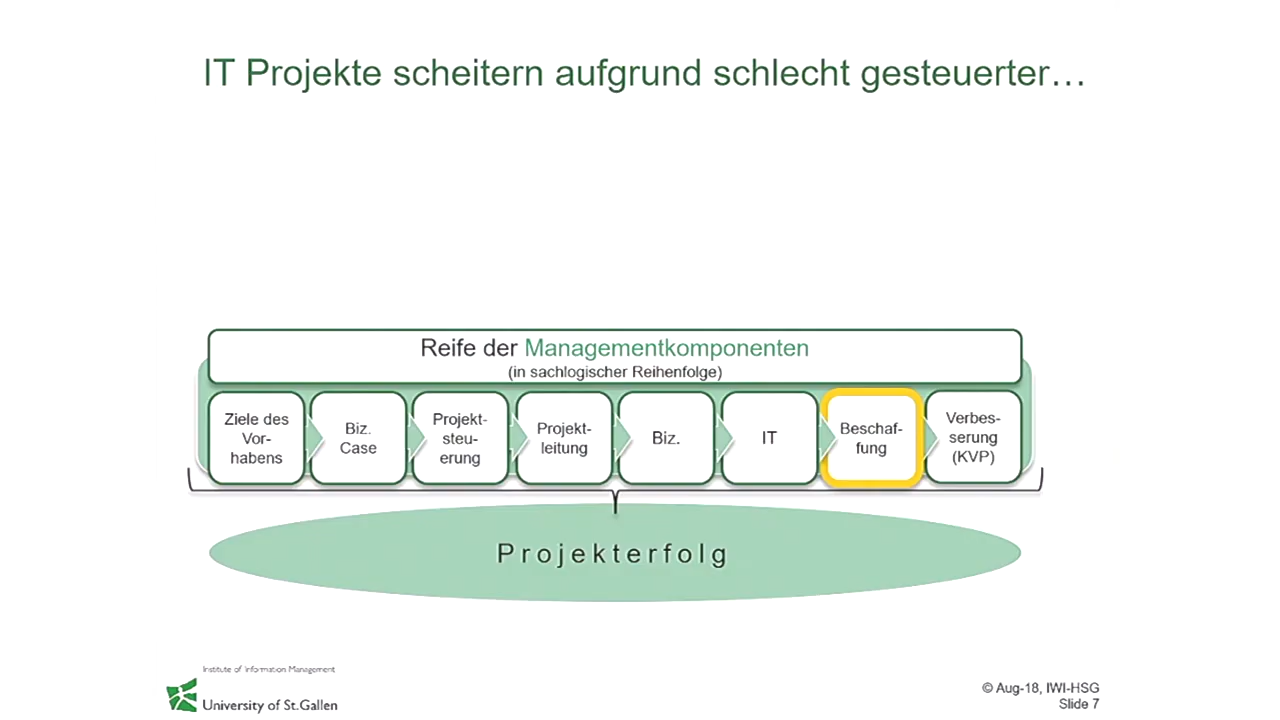 IT Projekte scheitern aufgrund schlecht gesteuerter…
Reife der Managementkomponenten
(in sachlogischer Reihenfolge)
Ziele des
Vor-
habens
Biz.
Case
Projekt-
steu-
erung
Projekt-
leitung
Biz.
IT
Beschaf-
fung
Verbes-
serung
(KVP)
Projekterfolg
Institute of Information Management
University of St.Gallen
© Aug-18, IWI-HSG
Slide 7